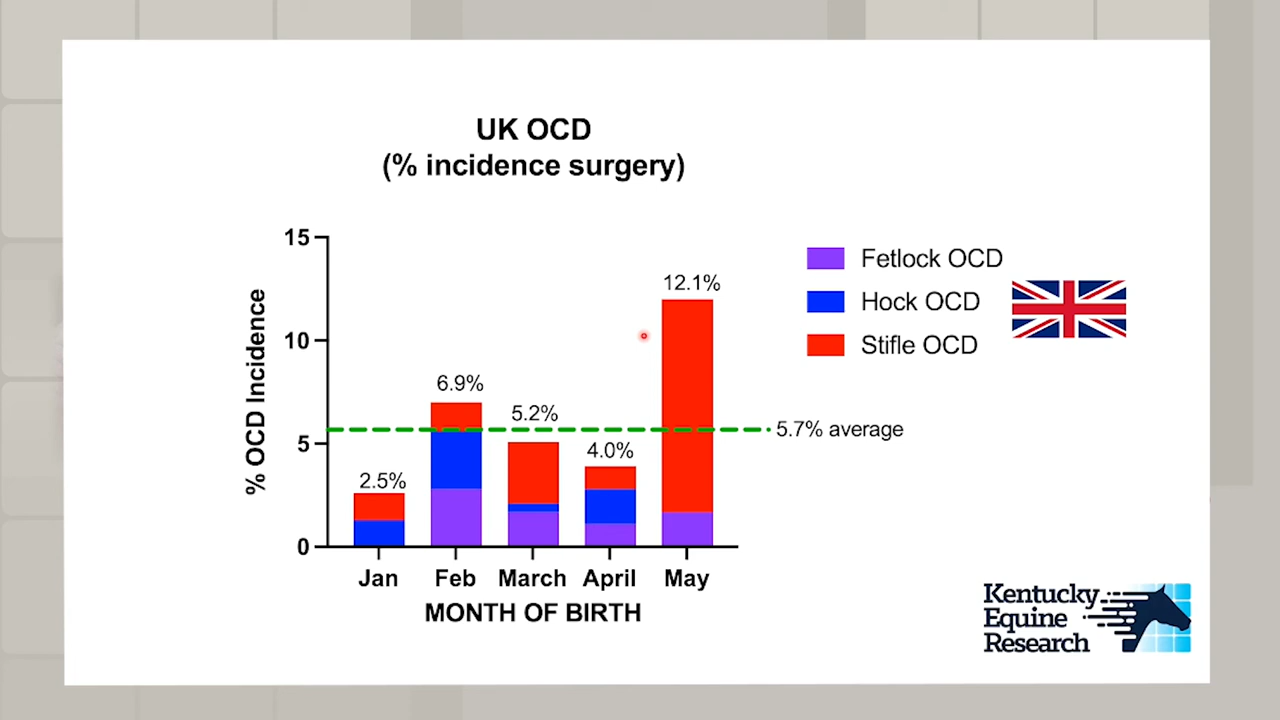 UK OCD
(% incidence surgery)
% OCD Incidence
15
10
5
0
2.5%
6.9%
5.2%
4.0%
12.1%
5.7% average
Jan
Feb
March
April
May
MONTH OF BIRTH
Fetlock OCD
Hock OCD
Stifle OCD
Kentucky
Equine
Research